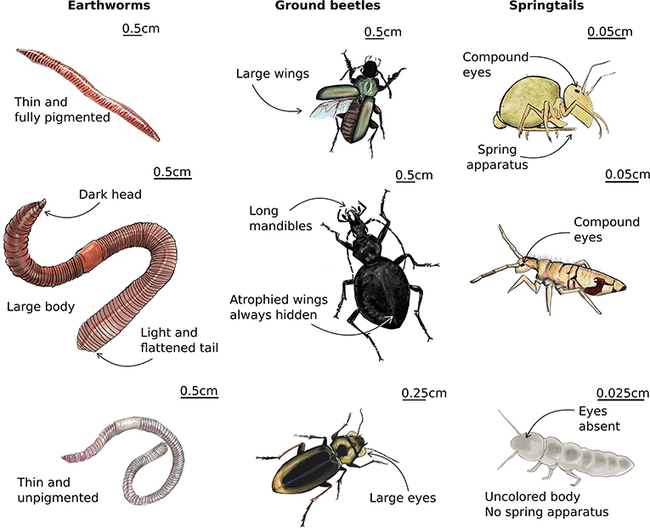 Earthworms
0.5cm
Thin and
fully pigmented
0.5cm
Dark head
Large body
Light and
flattened tail
0.5cm
Thin and
unpigmented
Ground beetles
0.5cm
Large wings
0.5cm
Long
mandibles
Atrophied wings
always hidden
0.25cm
Large eyes
Springtails
0.05cm
Compound
eyes
Spring
apparatus
0.05cm
Compound
eyes
0.025cm
Eyes
absent
Uncolored body
No spring apparatus